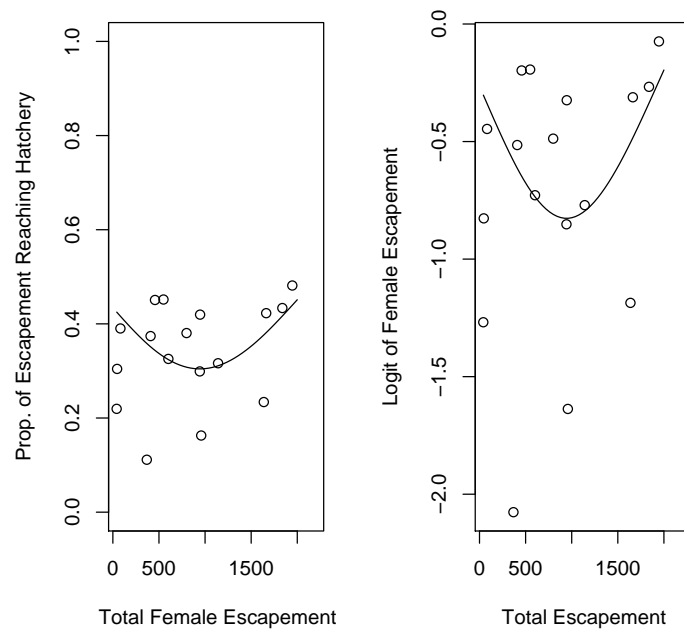 Prop. of Escapement Reaching Hatchery
1.0
0.8
0.6
0.4
0.2
0.0
0 500 1500
Total Female Escapement
Logit of Female Escapement
0.0
−0.5
−1.0
−1.5
−2.0
0 500 1500
Total Escapement